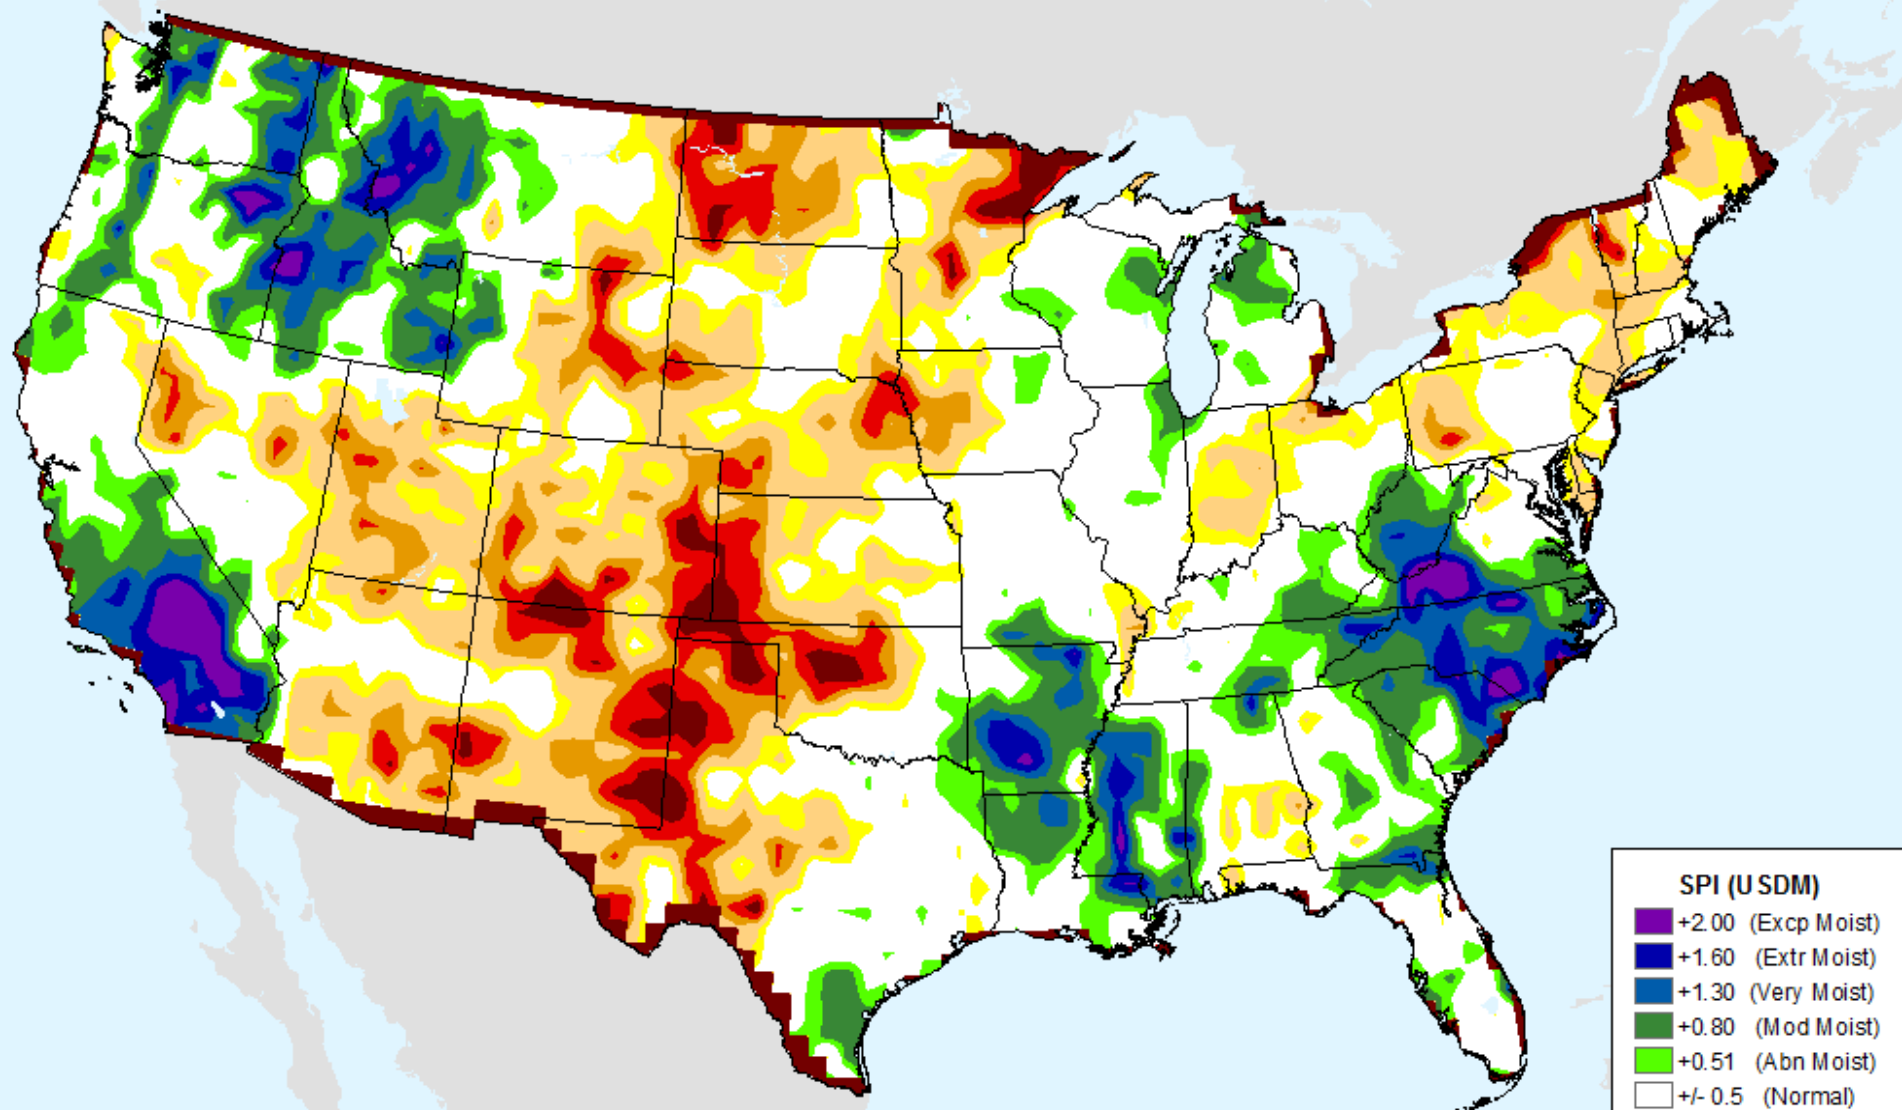 SPI (USDM)
+2.00 (Excp Moist)
+1.60 (Extr Moist)
+1.30 (Very Moist)
+0.80 (Mod Moist)
+0.51 (Abn Moist)
+/- 0.5 (Normal)